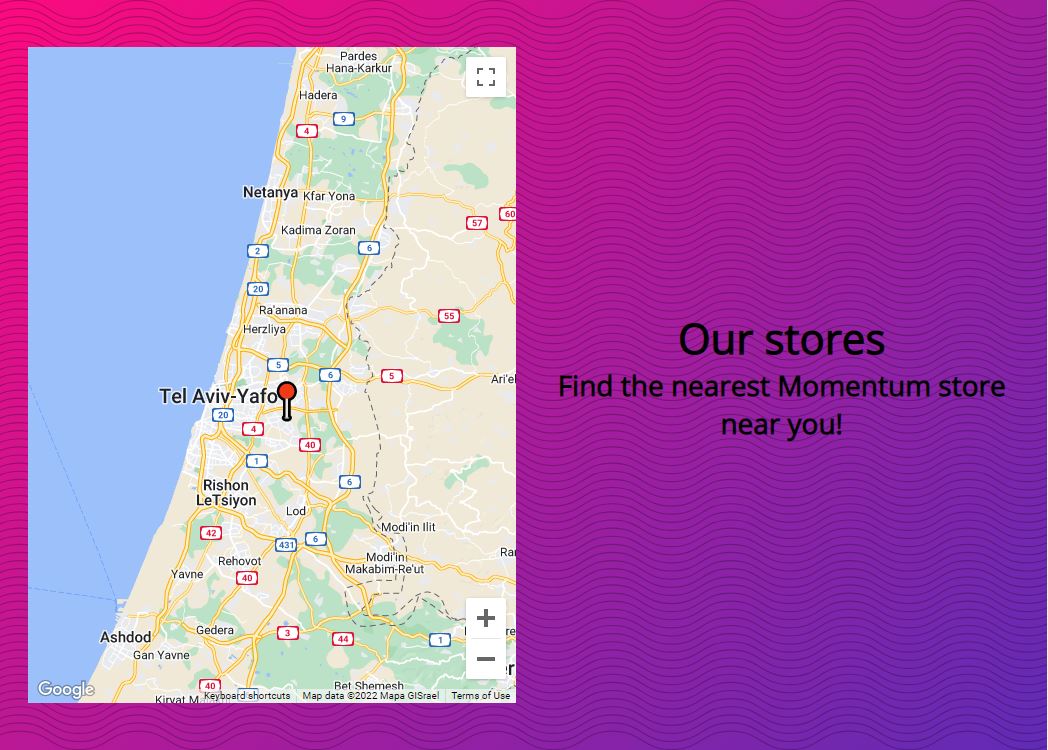 Pardes
Hana-Karkur
Hadera
9
4
Netanya
Kfar Yona
60
57
Kadima Zoran
2
6
20
Ra'anana
55
Herzliya
5
6
5
Ari'el
Tel Aviv-Yafo
20
4
40
1
6
Rishon
LeTsiyon
Lod
Modi'in Ilit
42
6
431
Modi'in
Makabim-Re'ut
Rehovot
Yavne
40
Ashdod
Gedera
3
44
1
Gan Yavne
Bet Shemesh
40
Kiryat
Google
Keyboard shortcuts
Map data ©2022 Mapa GISrael
Terms of Use
Our stores
Find the nearest Momentum store
near you!